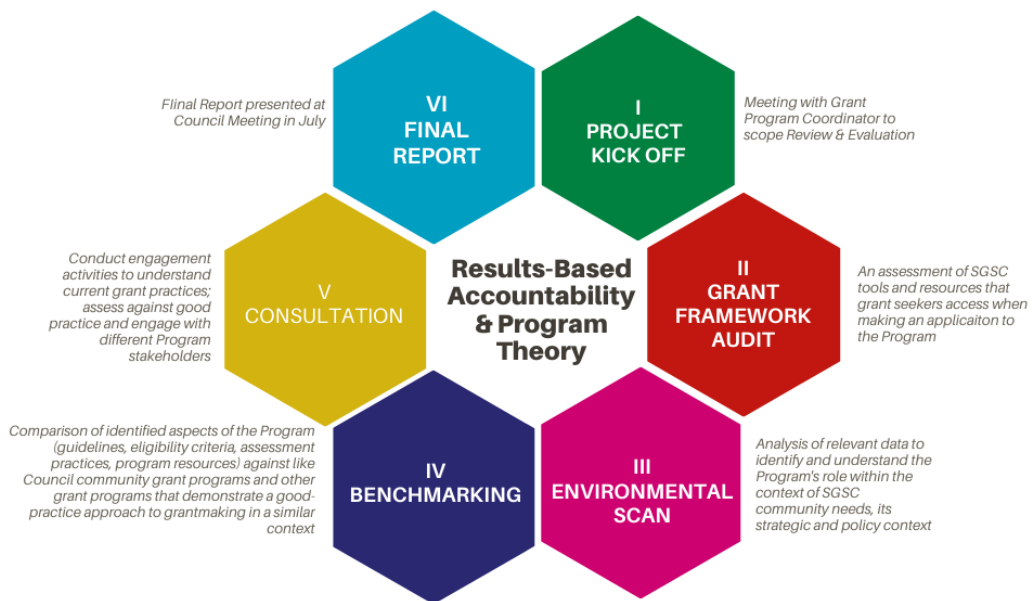 I
PROJECT
KICK OFF
Meeting with Grant
Program Coordinator to
scope Review & Evaluation
II
GRANT
FRAMEWORK
AUDIT
An assessment of SGSC
tools and resources that
grant seekers access when
making an applicaiton to
the Program
III
ENVIRONMENTAL
SCAN
Analysis of relevant data to
identify and understand the
Program's role within the
context of SGSC
community needs, its
strategic and policy context
IV
BENCHMARKING
Comparison of identified aspects of the Program
(guidelines, eligibility criteria, assessment
practices, program resources) against like
Council community grant programs and other
grant programs that demonstrate a good-
practice approach to grantmaking in a similar
context
V
CONSULTATION
Conduct engagement
activities to understand
current grant practices;
assess against good
practice and engage with
different Program
stakeholders
VI
FINAL
REPORT
FIinal Report presented at
Council Meeting in July
Results-Based
Accountability
& Program
Theory